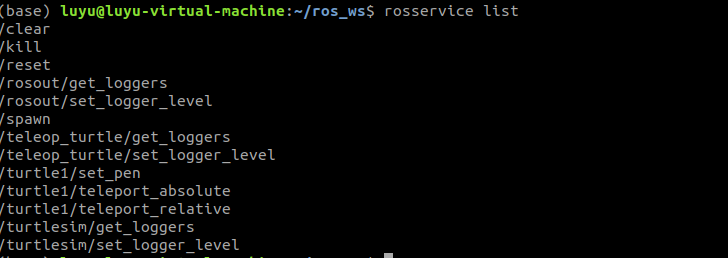 (base) luyu@luyu-virtual-machine:~/ros_ws$ rosservice list
/clear
/kill
/reset
/rosout/get_loggers
/rosout/set_logger_level
/spawn
/teleop_turtle/get_loggers
/teleop_turtle/set_logger_level
/turtle1/set_pen
/turtle1/teleport_absolute
/turtle1/teleport_relative
/turtlesim/get_loggers
/turtlesim/set_logger_level